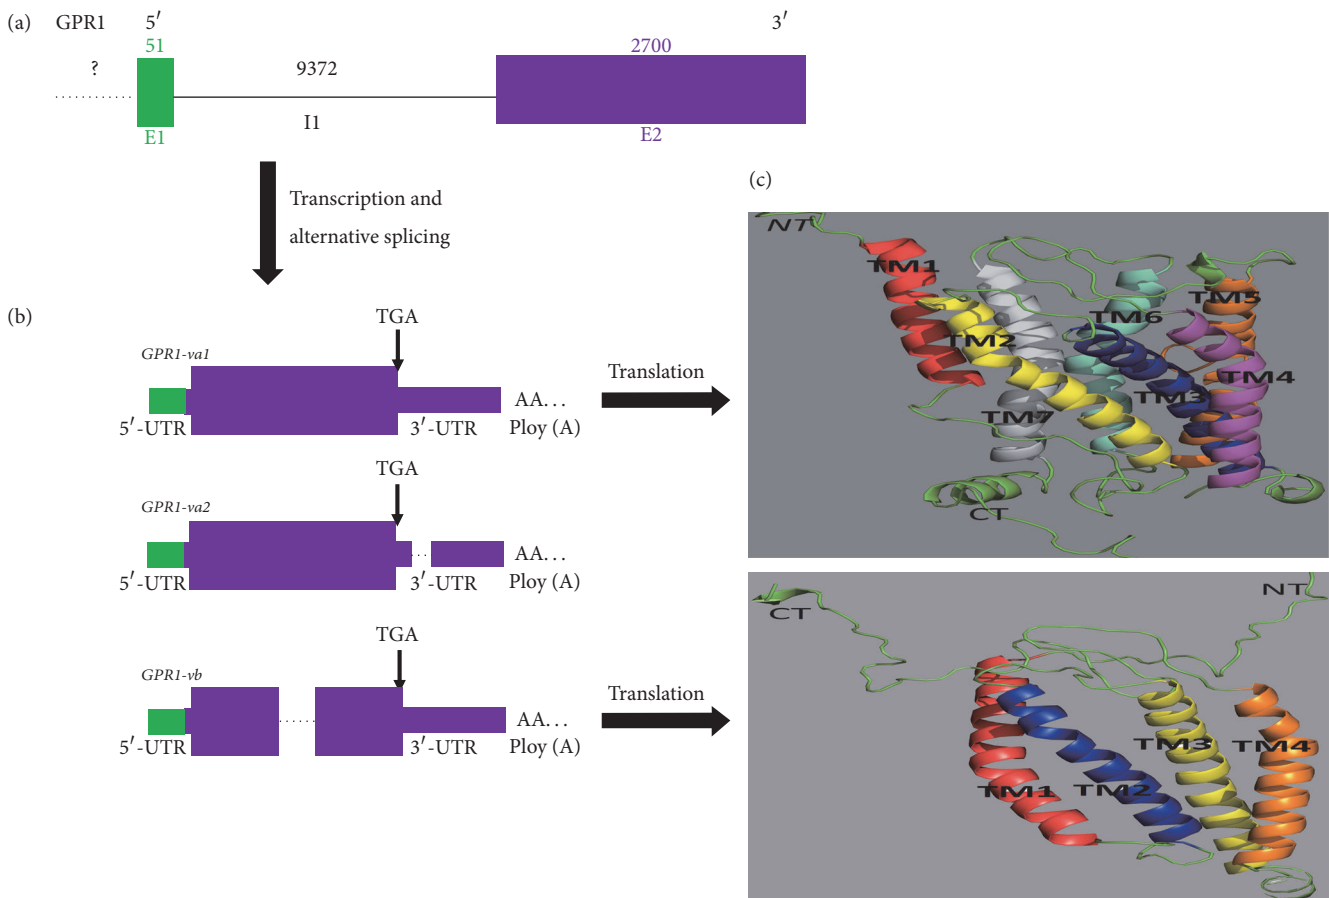 (a)
GPR1 5′ 3′
51 2700
? 9372
I1
E1 E2
Transcription and
alternative splicing
(b)
TGA
GPR1-va1
AA...
5′-UTR 3′-UTR Ploy (A)
Translation
TGA
GPR1-va2
AA...
5′-UTR 3′-UTR Ploy (A)
TGA
GPR1-vb
AA...
5′-UTR 3′-UTR Ploy (A)
Translation
(c)
NT
TM1
TM5
TM6
TM2
TM4
TM3
TM7
CT
CT NT
TM3 TM4
TM1 TM2